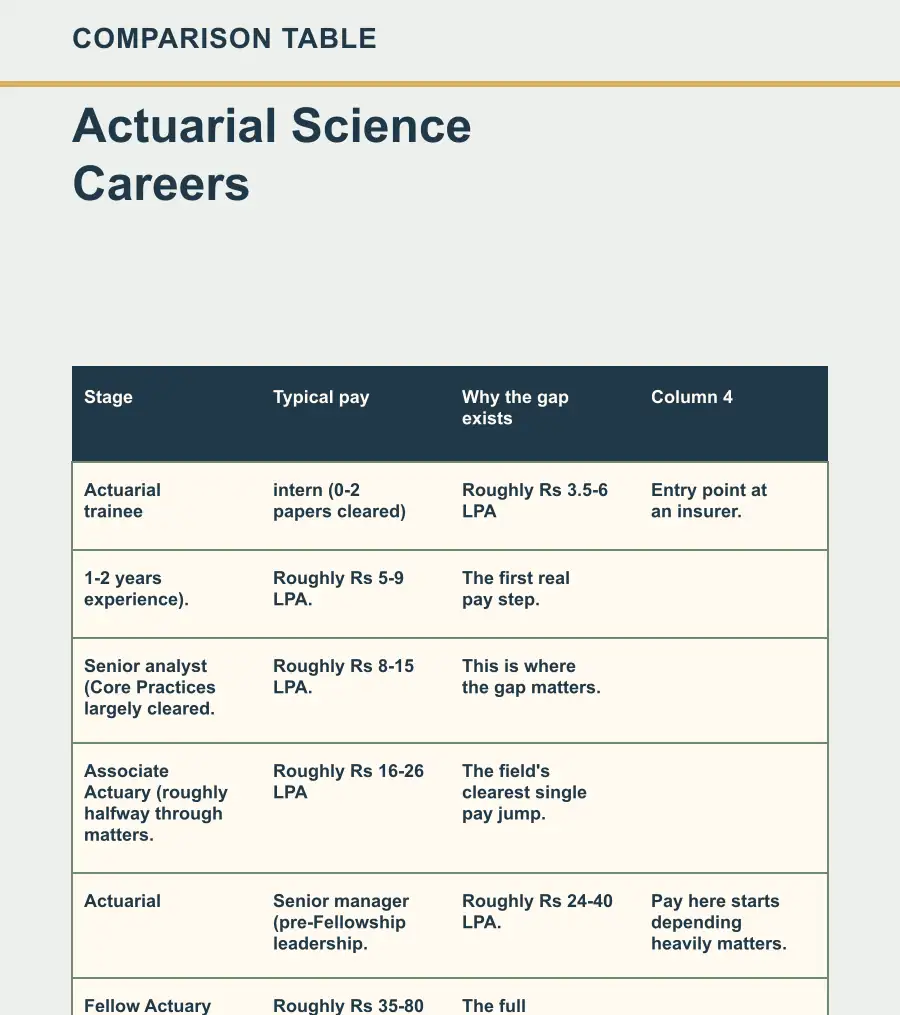 COMPARISON TABLE
Actuarial Science
Careers
Stage
Typical pay
Why the gap
exists
Column 4
Actuarial
trainee
intern (0-2
papers cleared)
Roughly Rs 3.5-6
LPA
Entry point at
an insurer.
1-2 years
experience).
Roughly Rs 5-9
LPA.
The first real
pay step.
Senior analyst
(Core Practices
largely cleared.
Roughly Rs 8-15
LPA.
This is where
the gap matters.
Associate
Actuary (roughly
halfway through
matters.
Roughly Rs 16-26
LPA
The field's
clearest single
pay jump.
Actuarial
Senior manager
(pre-Fellowship
leadership.
Roughly Rs 24-40
LPA.
Pay here starts
depending
heavily matters.
Fellow Actuary
Roughly Rs 35-80
The full